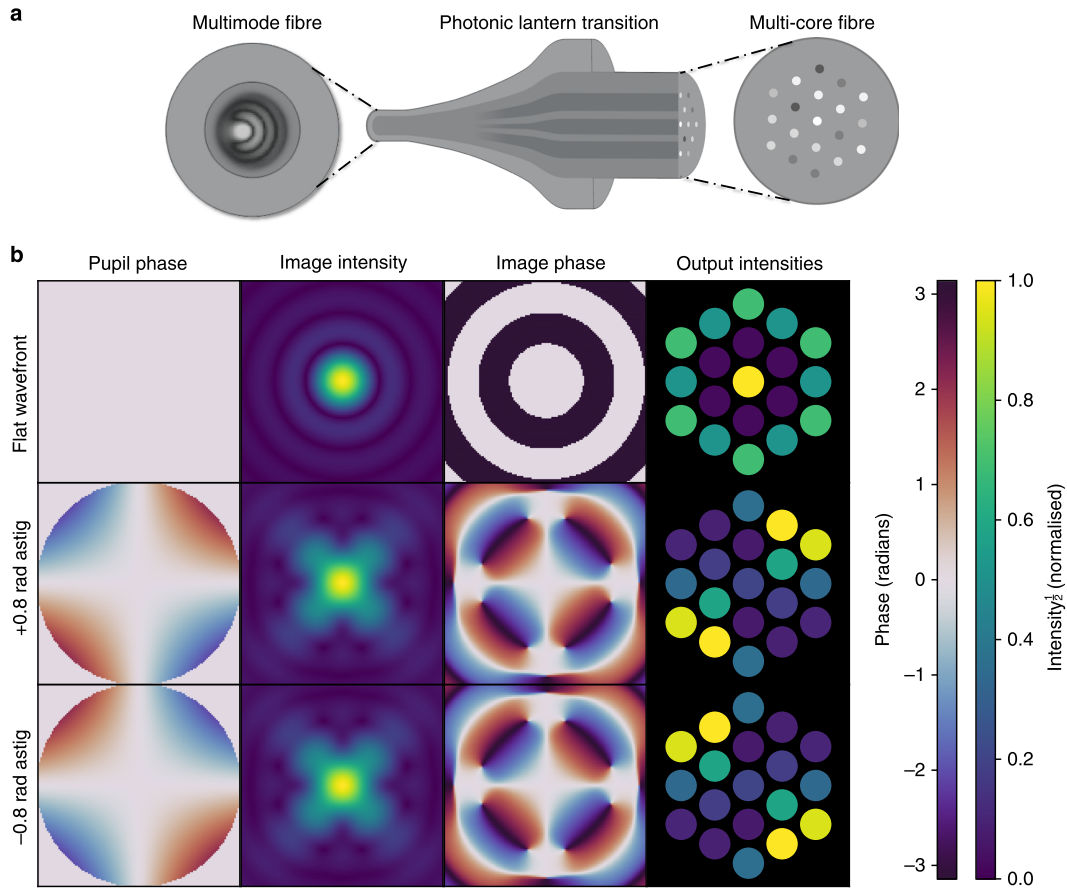 a
Multimode fibre
Photonic lantern transition
Multi-core fibre
b
Pupil phase
Image intensity
Image phase
Output intensities
Flat wavefront
+0.8 rad astig
−0.8 rad astig
3
2
1
0
−1
−2
−3
Phase (radians)
1.0
0.8
0.6
0.4
0.2
0.0
Intensity½ (normalised)